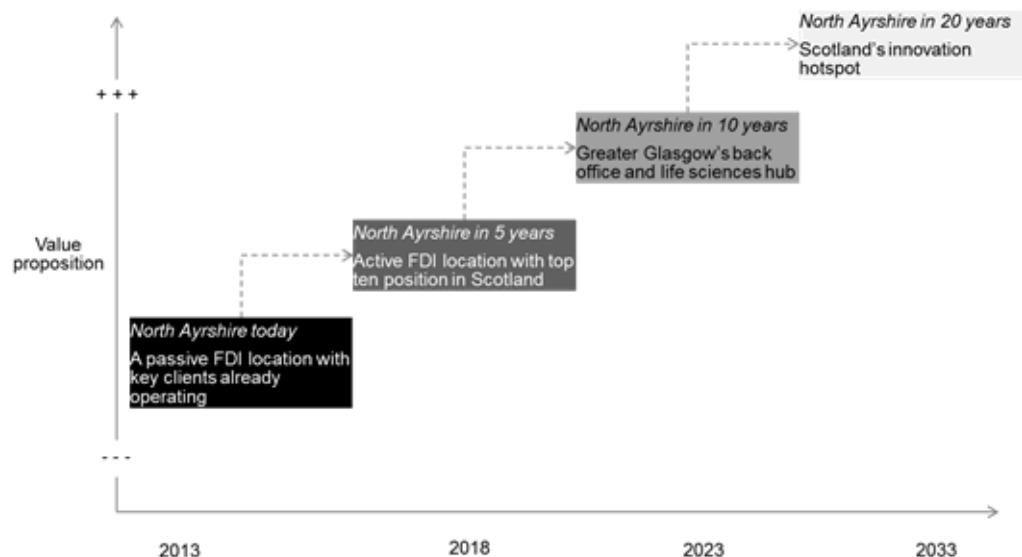 North Ayrshire in 20 years
Scotland's innovation
hotspot
+ + +
North Ayrshire in 10 years
Greater Glasgow's back
office and life sciences hub
Value
proposition
North Ayrshire in 5 years
Active FDI location with top
ten position in Scotland
North Ayrshire today
A passive FDI location with
key clients already
operating
- - -
2013
2018
2023
2033